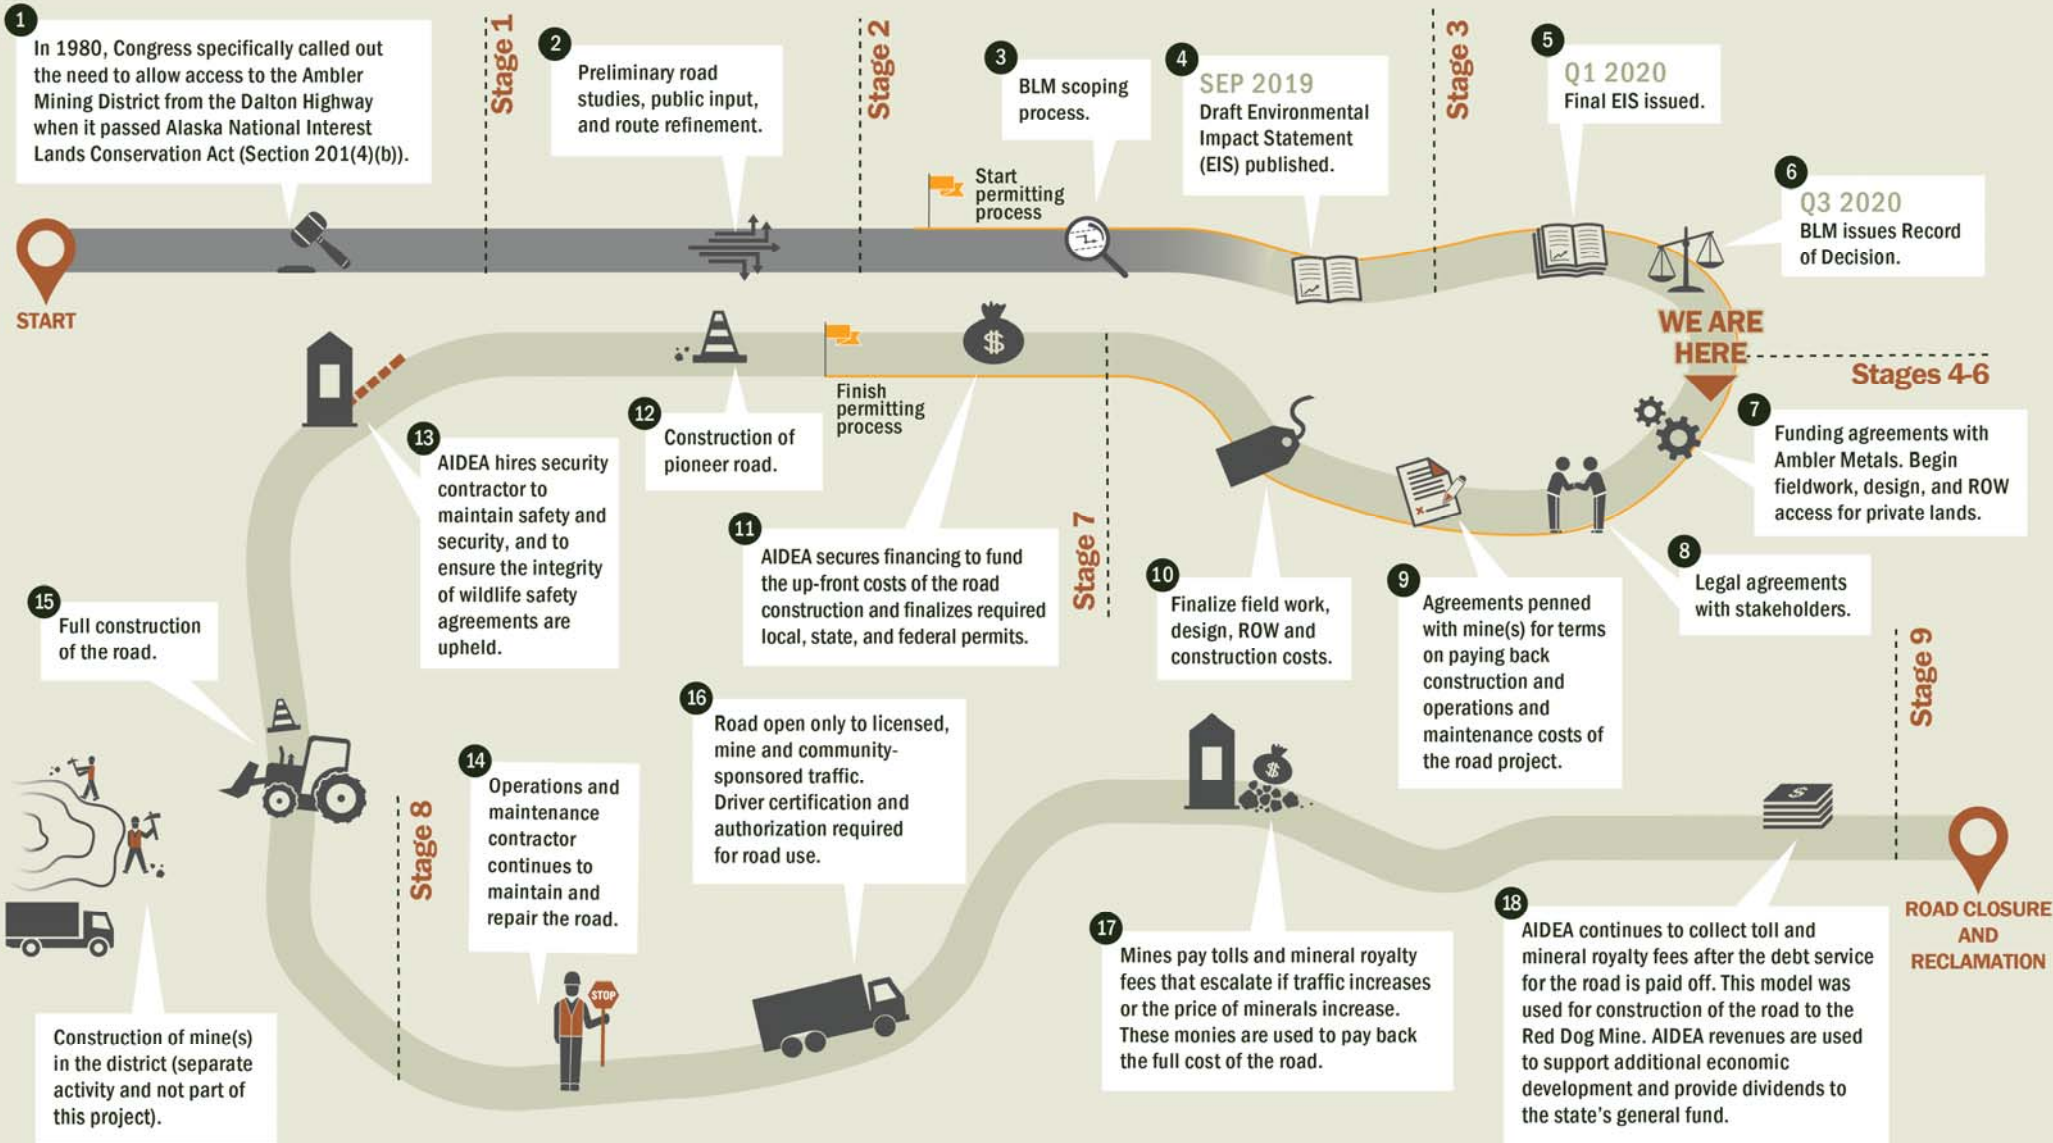 1
In 1980, Congress specifically called out
the need to allow access to the Ambler
Mining District from the Dalton Highway
when it passed Alaska National Interest
Lands Conservation Act (Section 201(4)(b)).
START
Stage 1
2
Preliminary road
studies, public input,
and route refinement.
Stage 2
Start
permitting
process
3
BLM scoping
process.
4
SEP 2019
Draft Environmental
Impact Statement
(EIS) published.
Stage 3
5
Q1 2020
Final EIS issued.
6
Q3 2020
BLM issues Record
of Decision.
WE ARE
HERE
Stages 4-6
7
Funding agreements with
Ambler Metals. Begin
fieldwork, design, and ROW
access for private lands.
8
Legal agreements
with stakeholders.
9
Agreements penned
with mine(s) for terms
on paying back
construction and
operations and
maintenance costs of
the road project.
10
Finalize field work,
design, ROW and
construction costs.
Stage 7
$
11
AIDEA secures financing to fund
the up-front costs of the road
construction and finalizes required
local, state, and federal permits.
Finish
permitting
process
12
Construction of
pioneer road.
13
AIDEA hires security
contractor to
maintain safety and
security, and to
ensure the integrity
of wildlife safety
agreements are
upheld.
15
Full construction
of the road.
Construction of mine(s)
in the district (separate
activity and not part of
this project).
Stage 8
14
Operations and
maintenance
contractor
continues to
maintain and
repair the road.
STOP
16
Road open only to licensed,
mine and community-
sponsored traffic.
Driver certification and
authorization required
for road use.
$
17
Mines pay tolls and mineral royalty
fees that escalate if traffic increases
or the price of minerals increase.
These monies are used to pay back
the full cost of the road.
$
18
AIDEA continues to collect toll and
mineral royalty fees after the debt service
for the road is paid off. This model was
used for construction of the road to the
Red Dog Mine. AIDEA revenues are used
to support additional economic
development and provide dividends to
the state's general fund.
Stage 9
ROAD CLOSURE
AND
RECLAMATION